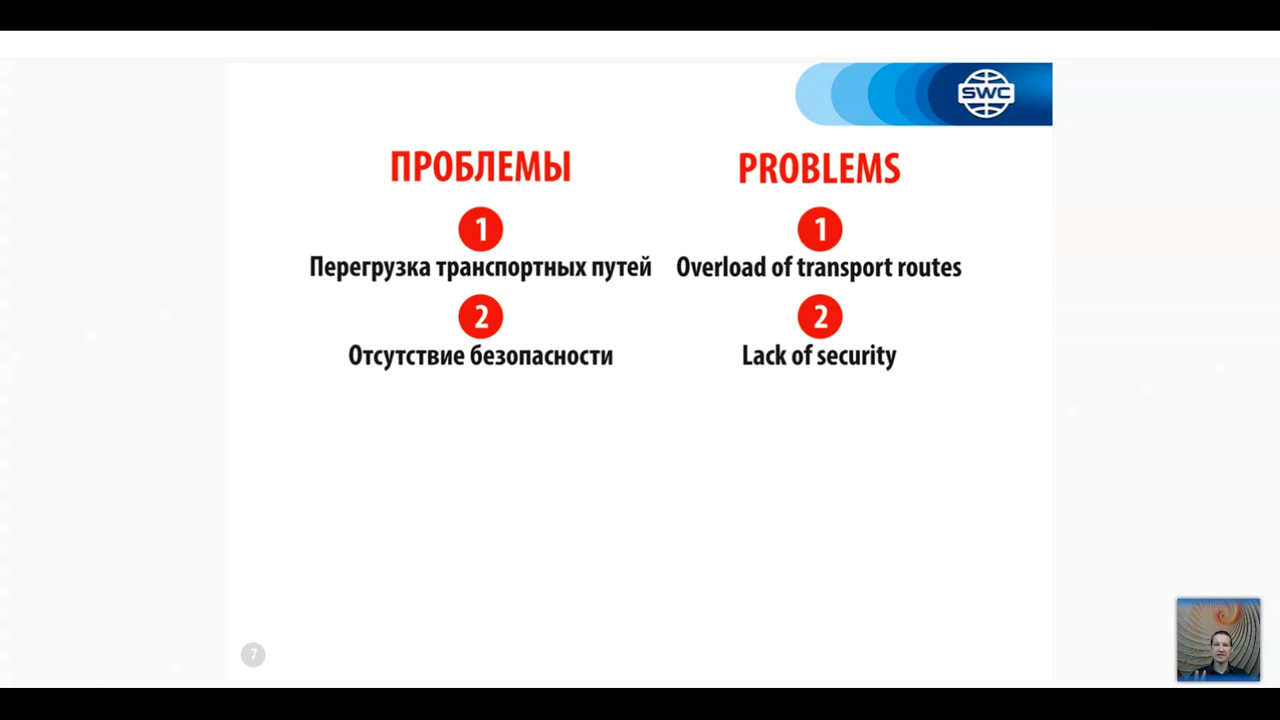 SWC
ПРОБЛЕМЫ
1
Перегрузка транспортных путей
2
Отсутствие безопасности
PROBLEMS
1
Overload of transport routes
2
Lack of security
7